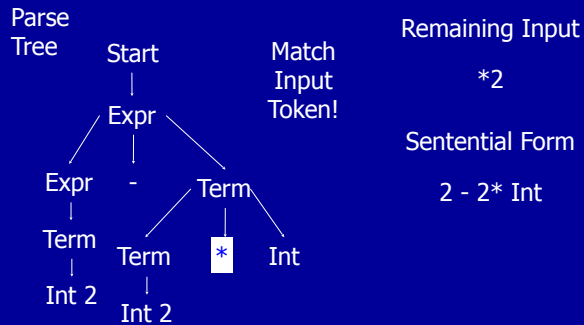 Parse
Tree
Start
Match
Input
Token!
Remaining Input
*2
Expr
Sentential Form
Expr - Term
2 - 2* Int
Term
Term * Int
Int 2
Int 2